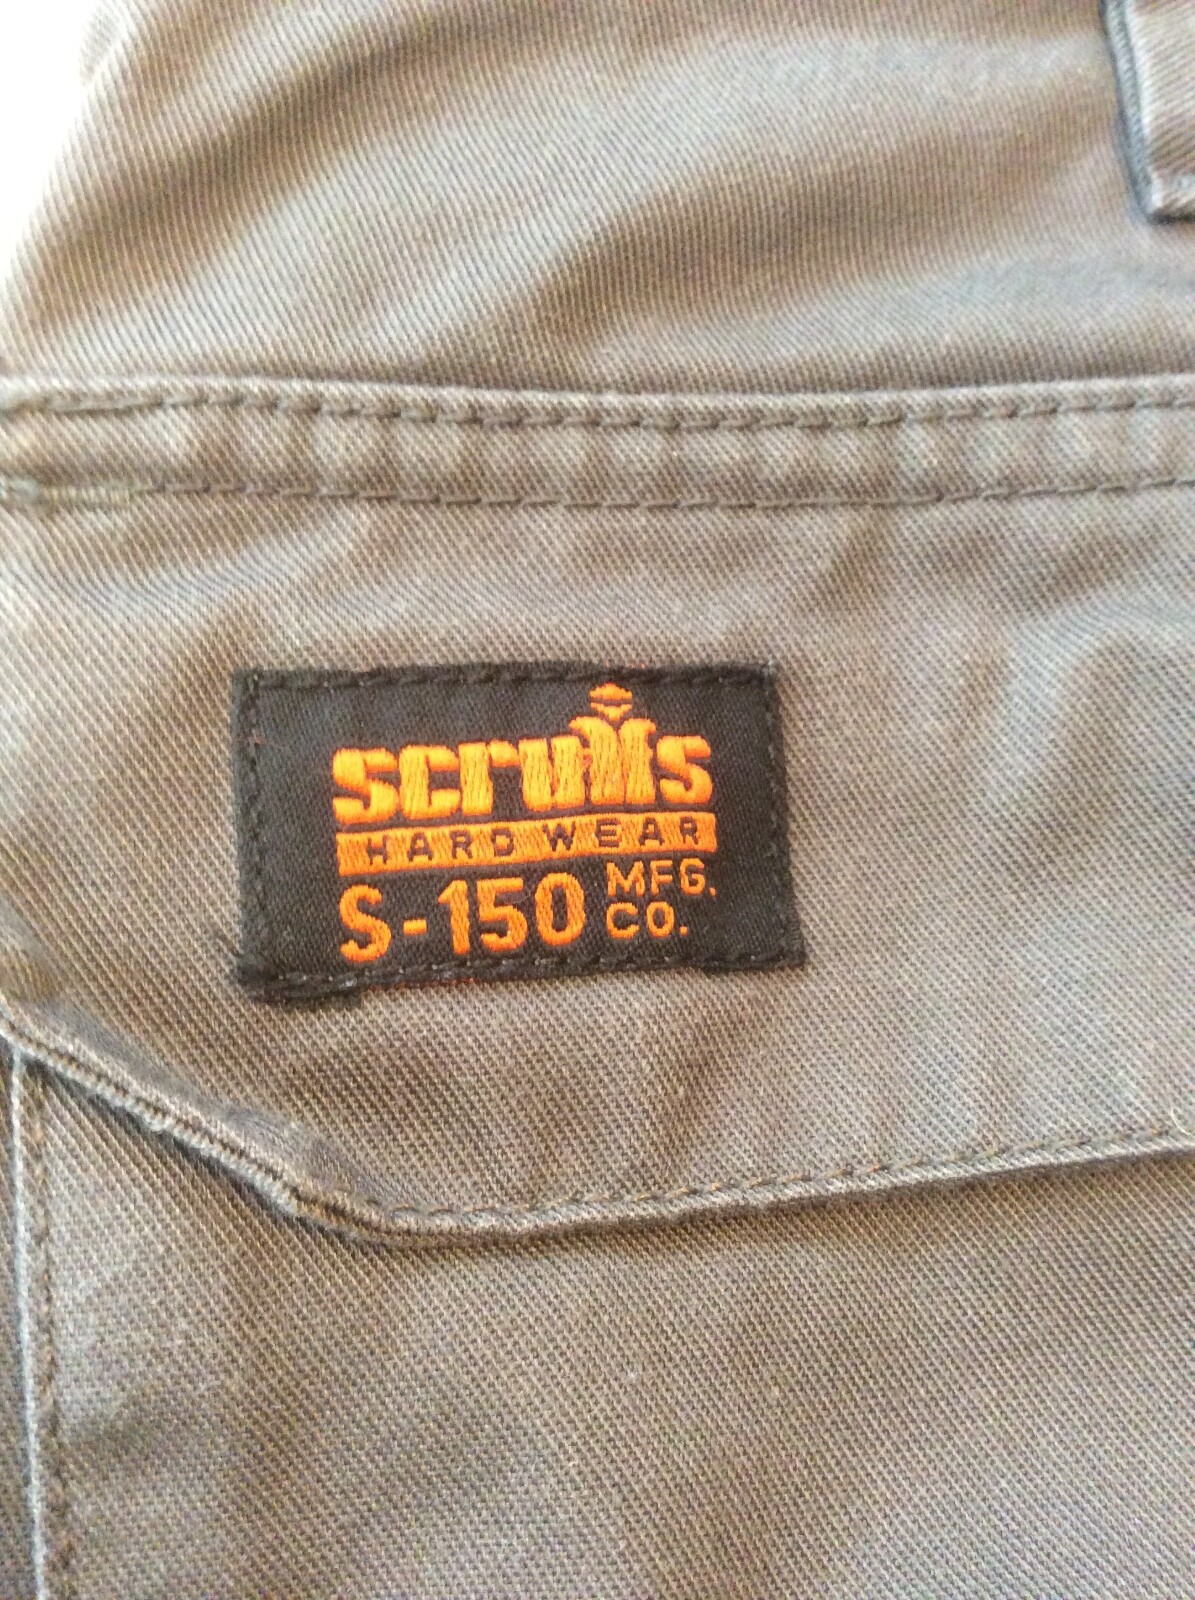 scruffs
HARD WEAR
S-150 MFG.
CO.